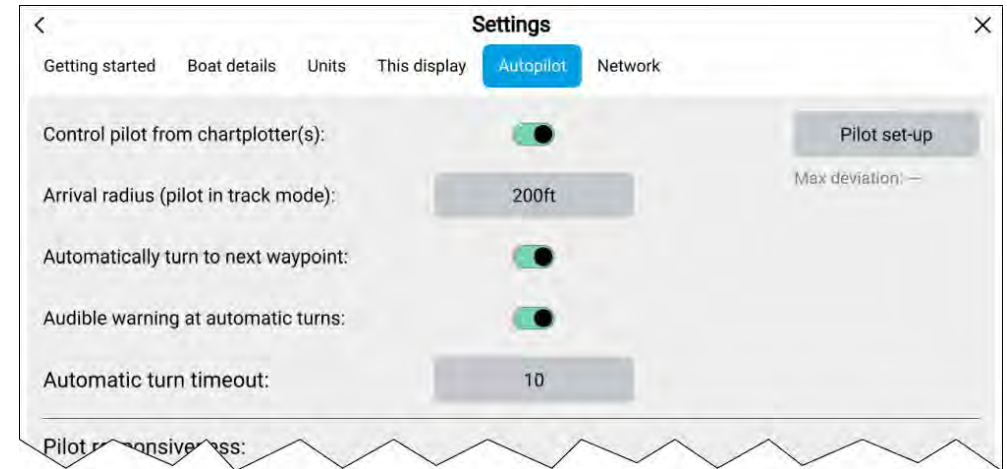 Settings
Getting started Boat details Units This display Autopilot Network
Control pilot from chartplotter(s): Pilot set-up
Max deviation: —
Arrival radius (pilot in track mode): 200ft
Automatically turn to next waypoint:
Audible warning at automatic turns:
Automatic turn timeout: 10
Pilot responsiveness: